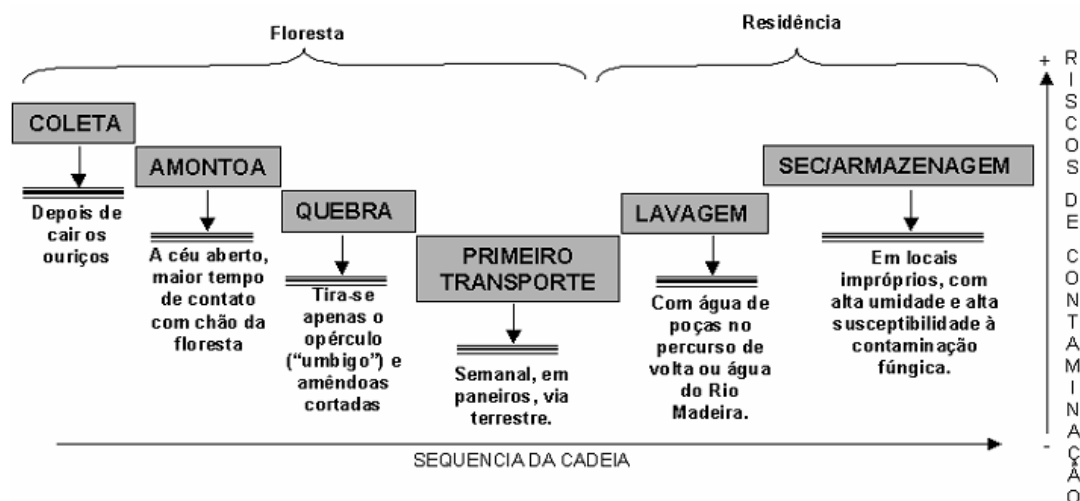 Floresta
Residência
COLETA
Depois de
cair os
ouriços
AMONTOA
A céu aberto,
maior tempo
de contato
com chão da
floresta
QUEBRA
Tira-se
apenas o
opérculo
(“umbigo”) e
amêndoas
cortadas
PRIMEIRO
TRANSPORTE
Semanal, em
paneiros, via
terrestre.
LAVAGEM
Com água de
poças no
percurso de
volta ou água
do Rio
Madeira.
SEC/ARMAZENAGEM
Em locais
impróprios, com
alta umidade e alta
susceptibilidade à
contaminação
fúngica.
+
RISCOS DE CONTAMINAÇÃO
-
SEQUENCIA DA CADEIA